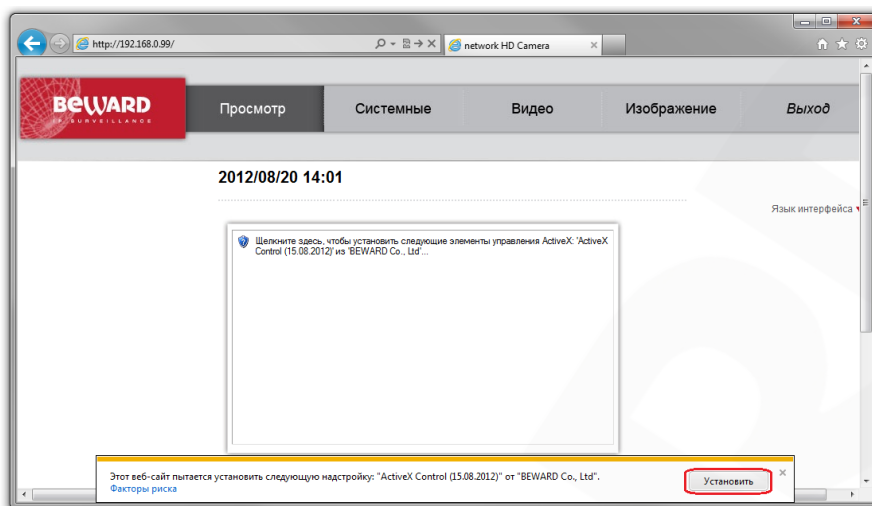 http://192.168.0.99/
network HD Camera
BEWARD
IP SURVEILLANCE
Просмотр
Системные
Видео
Изображение
Выход
2012/08/20 14:01
Язык интерфейса
Щелкните здесь, чтобы установить следующие элементы управления ActiveX: 'ActiveX
Control (15.08.2012)' из 'BEWARD Co., Ltd'...
Этот веб-сайт пытается установить следующую надстройку: "ActiveX Control (15.08.2012)" от "BEWARD Co., Ltd".
Факторы риска
Установить